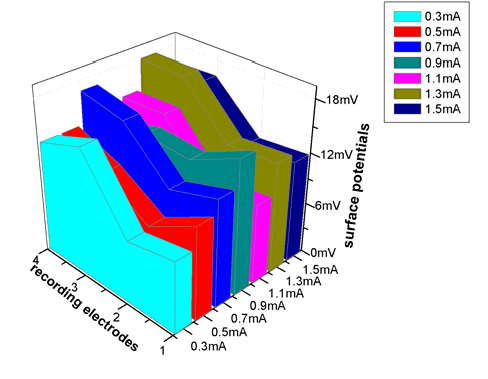 0.3mA
0.5mA
0.7mA
0.9mA
1.1mA
1.3mA
1.5mA
18mV
12mV
6mV
0mV
surface potentials
4
3
2
1
recording electrodes
0.3mA
0.5mA
0.7mA
0.9mA
1.1mA
1.3mA
1.5mA